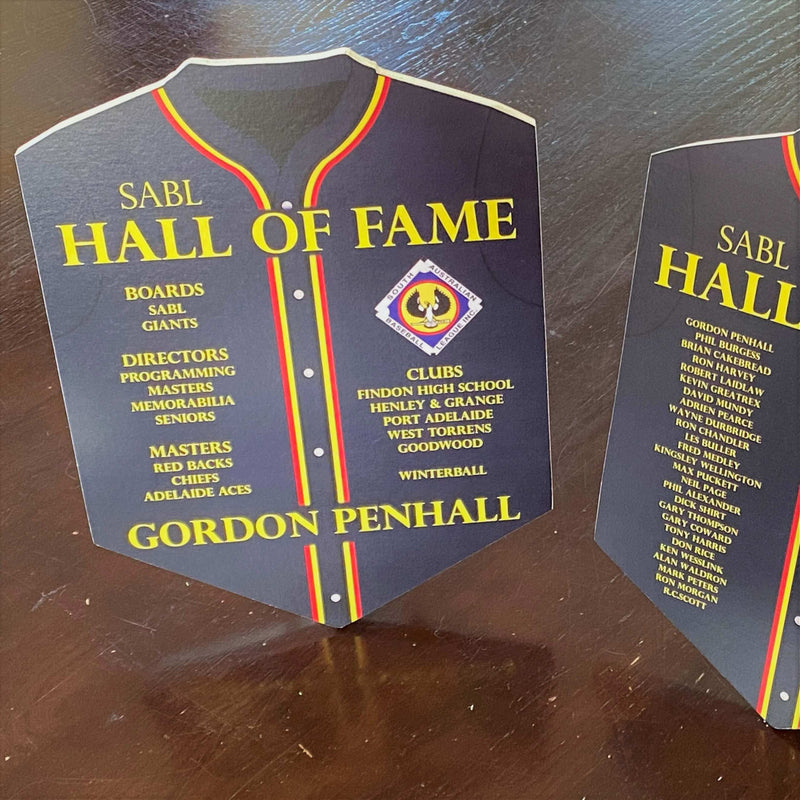 SABL
HALL OF FAME
BOARDS
SABL
GIANTS
DIRECTORS
PROGRAMMING
MASTERS
MEMORABILIA
SENIORS
MASTERS
RED BACKS
CHIEFS
ADELAIDE ACES
SOUTH AUSTRALIAN
BASEBALL LEAGUE INC.
CLUBS
FINDON HIGH SCHOOL
HENLEY & GRANGE
PORT ADELAIDE
WEST TORRENS
GOODWOOD
WINTERBALL
GORDON PENHALL
SABL
HALL
GORDON PENHALL
PHIL BURGESS
BRIAN CAKEBREAD
RON HARVEY
ROBERT LAIDLAW
KEVIN GREATREX
DAVID MUNDY
ADRIEN PEARCE
WAYNE DURBRIDGE
RON CHANDLER
LES BULLER
FRED MEDLEY
KINGSLEY WELLINGTON
MAX PUCKETT
NEIL PAGE
PHIL ALEXANDER
DICK SHIRT
GARY THOMPSON
GARY COWARD
TONY HARRIS
DON RICE
KEN WESSLINK
ALAN WALDRON
MARK PETERS
RON MORGAN
R.C.SCOTT